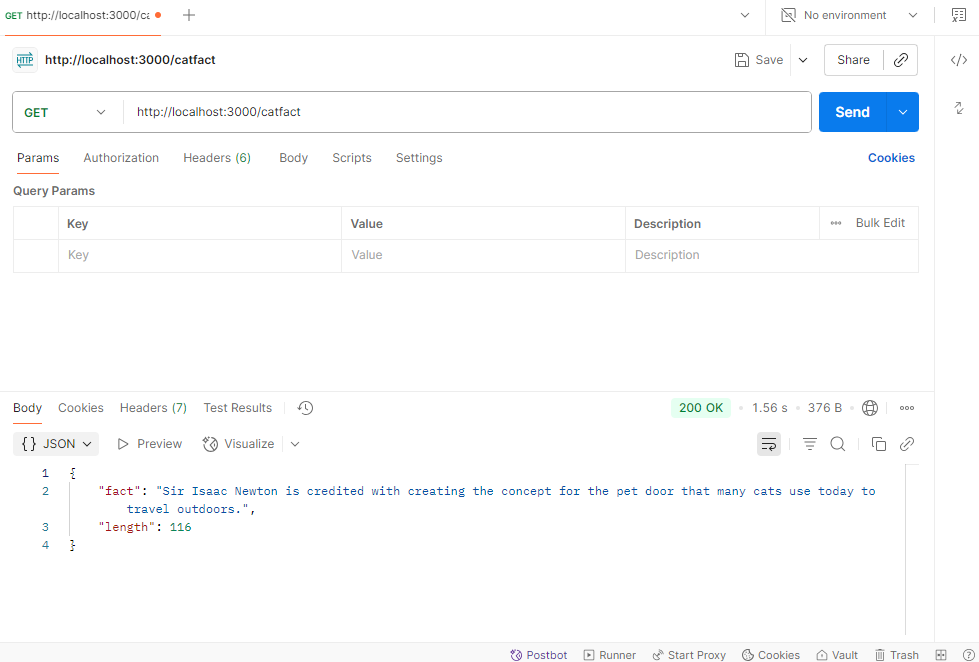 GET http://localhost:3000/ca
No environment
HTTP http://localhost:3000/catfact Save Share
GET http://localhost:3000/catfact Send
Params Authorization Headers (6) Body Scripts Settings Cookies
Query Params
Key Value Description Bulk Edit
Key Value Description
Body Cookies Headers (7) Test Results 200 OK 1.56 s 376 B
{} JSON Preview Visualize
1 {
2 "fact": "Sir Isaac Newton is credited with creating the concept for the pet door that many cats use today to
travel outdoors.",
3 "length": 116
4 }
Postbot Runner Start Proxy Cookies Vault Trash